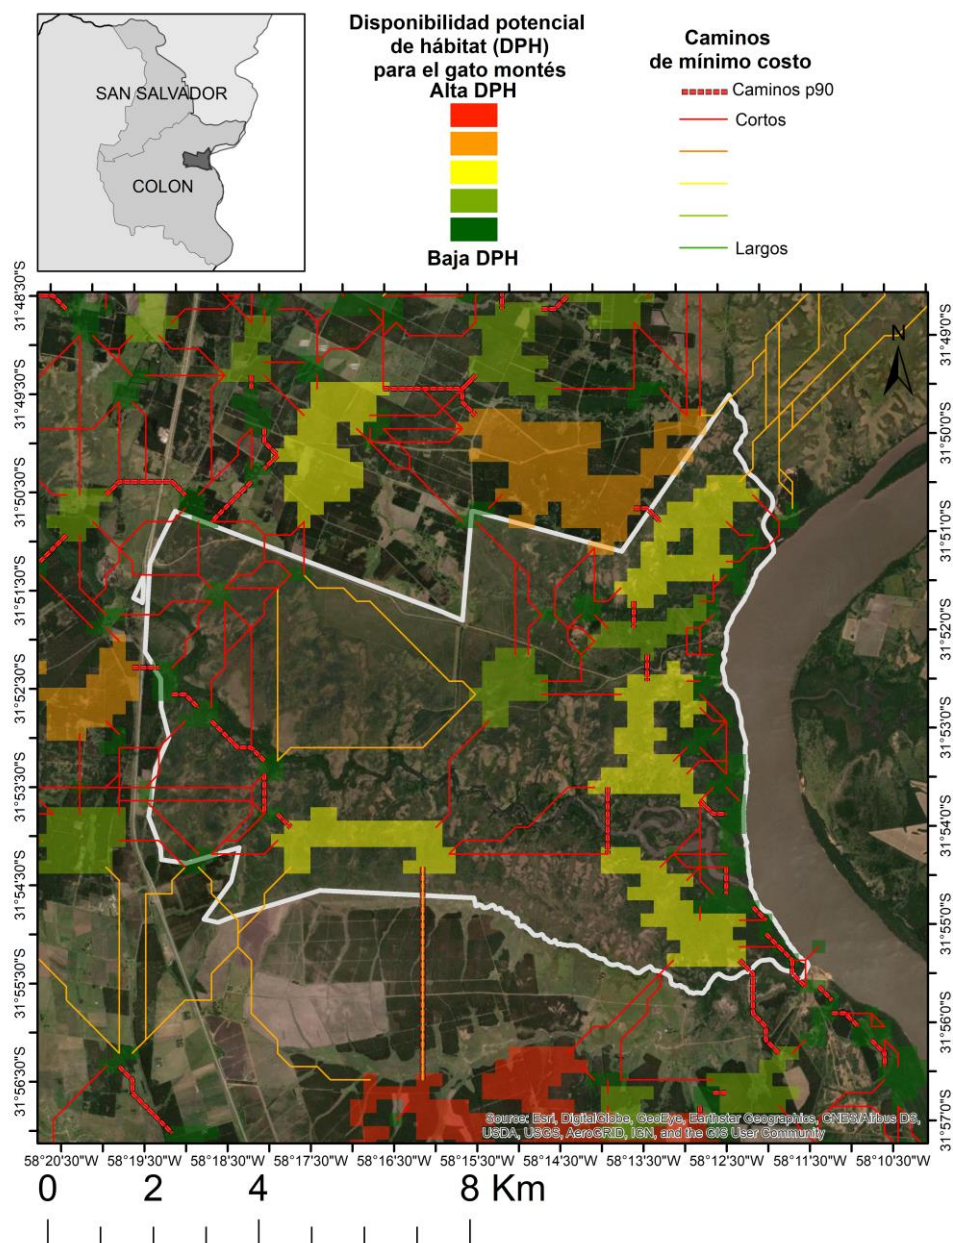 SAN SALVADOR
COLON
Disponibilidad potencial
de hábitat (DPH)
para el gato montés
Alta DPH
Baja DPH
Caminos
de mínimo costo
Caminos p90
Cortos
Largos
N
31°48'30"S
31°49'30"S
31°50'30"S
31°51'30"S
31°52'30"S
31°53'30"S
31°54'30"S
31°55'30"S
31°56'30"S
31°49'0"S
31°50'0"S
31°51'0"S
31°52'0"S
31°53'0"S
31°54'0"S
31°55'0"S
31°56'0"S
31°57'0"S
Source: Esri, DigitalGlobe, GeoEye, Earthstar Geographics, CNES/Airbus DS,
USDA, USGS, AeroGRID, IGN, and the GIS User Community
58°20'30"W 58°19'30"W 58°18'30"W 58°17'30"W 58°16'30"W 58°15'30"W 58°14'30"W 58°13'30"W 58°12'30"W 58°11'30"W 58°10'30"W
0 2 4 8 Km